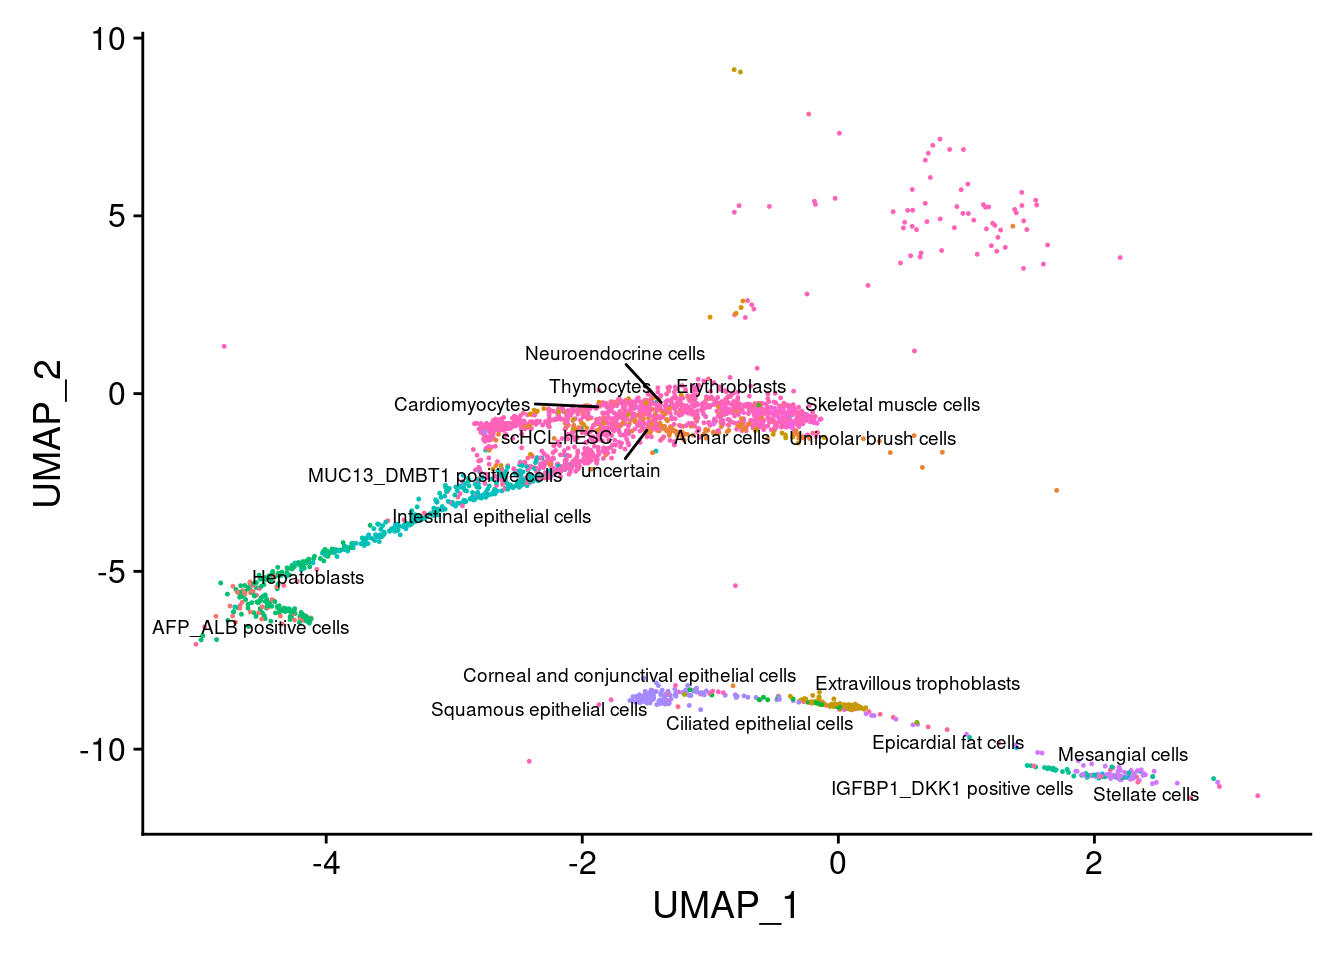 10
5
0
-5
-10
UMAP_2
Neuroendocrine cells
Thymocytes
Erythroblasts
Cardiomyocytes
Skeletal muscle cells
scHCL.hESC
Acinar cells
Unipolar brush cells
MUC13_DMBT1 positive cells
uncertain
Intestinal epithelial cells
Hepatoblasts
AFP_ALB positive cells
Corneal and conjunctival epithelial cells
Extravillous trophoblasts
Squamous epithelial cells
Ciliated epithelial cells
Epicardial fat cells
Mesangial cells
IGFBP1_DKK1 positive cells
Stellate cells
-4
-2
0
2
UMAP_1